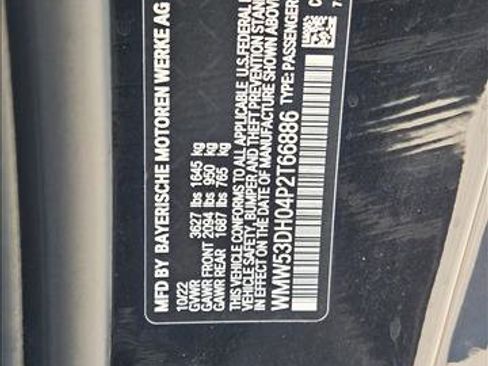 MFD BY BAYERISCHE MOTOREN WERKE AG
10/22
GVWR 3627 lbs 1645 kg
GAWR FRONT 2094 lbs 950 kg
GAWR REAR 1687 lbs 765 kg
THIS VEHICLE CONFORMS TO ALL APPLICABLE U.S. FEDERAL
VEHICLE SAFETY, BUMPER, AND THEFT PREVENTION STAN
IN EFFECT ON THE DATE OF MANUFACTURE SHOWN ABOV
WMW53DH04P2T66886 TYPE: PASSENGER